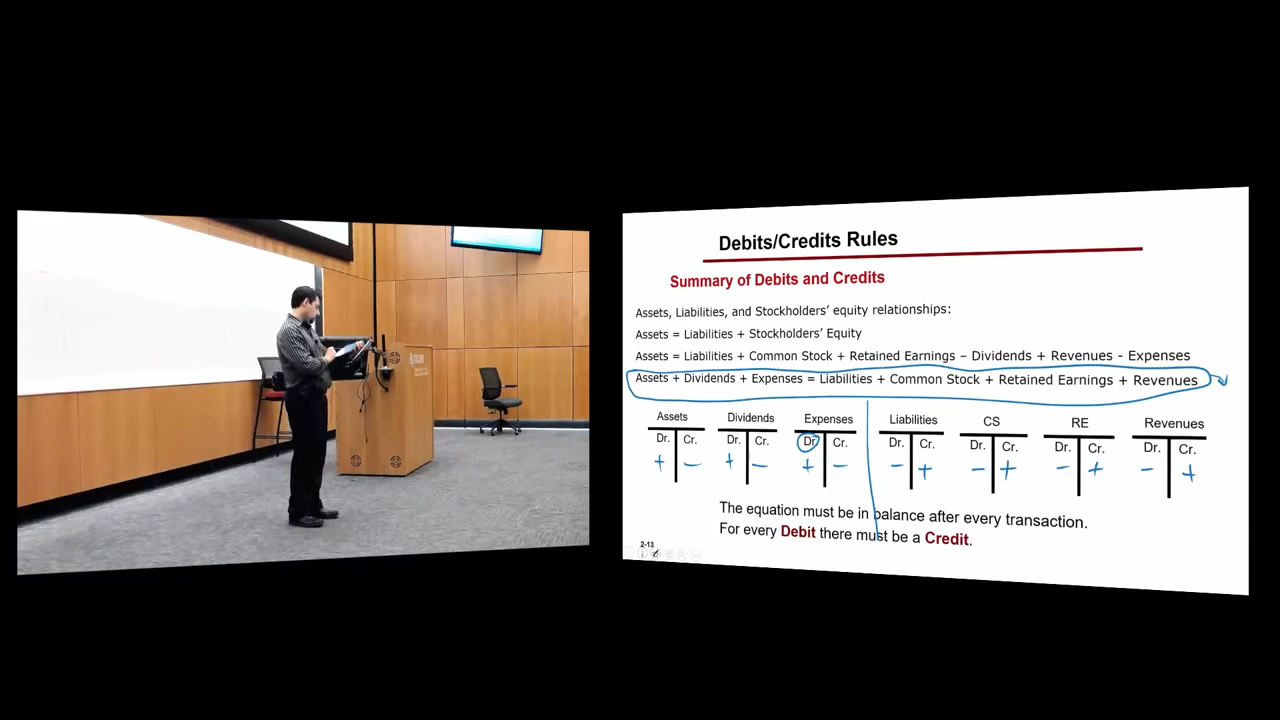 Debits/Credits Rules
Summary of Debits and Credits
Assets, Liabilities, and Stockholders’ equity relationships:
Assets = Liabilities + Stockholders’ Equity
Assets = Liabilities + Common Stock + Retained Earnings – Dividends + Revenues - Expenses
Assets + Dividends + Expenses = Liabilities + Common Stock + Retained Earnings + Revenues
Assets Dividends Expenses Liabilities CS RE Revenues
Dr. Cr. Dr. Cr. Dr. Cr. Dr. Cr. Dr. Cr. Dr. Cr. Dr. Cr.
+ – + – + – – + – + – + – +
The equation must be in balance after every transaction.
For every Debit there must be a Credit.
2-13